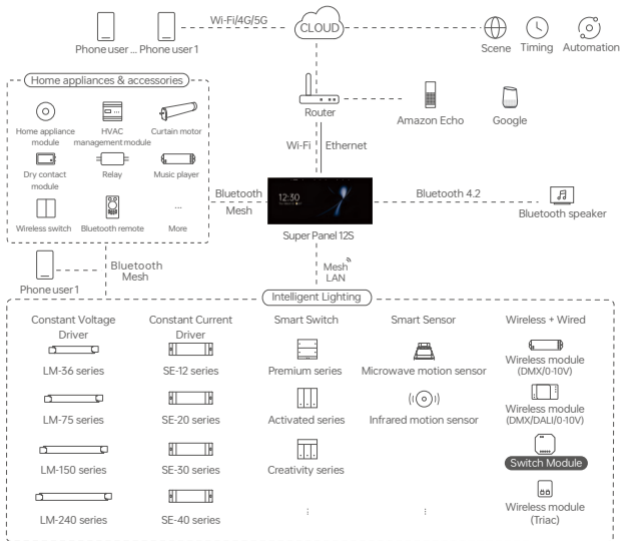 Wi-Fi/4G/5G
CLOUD
Phone user ... Phone user 1
Scene Timing Automation
Home appliances & accessories
Router
Amazon Echo
Google
Home appliance module
HVAC management module
Curtain motor
Wi-Fi Ethernet
Dry contact module
Relay
Music player
Bluetooth Mesh
12:30
Bluetooth 4.2
Bluetooth speaker
Wireless switch
Bluetooth remote
...
More
Super Panel 12S
Phone user 1
Bluetooth Mesh
Mesh LAN
Intelligent Lighting
Constant Voltage Driver
Constant Current Driver
Smart Switch
Smart Sensor
Wireless + Wired
LM-36 series
SE-12 series
Premium series
Microwave motion sensor
Wireless module (DMX/0-10V)
LM-75 series
SE-20 series
Activated series
Infrared motion sensor
Wireless module (DMX/DALI/0-10V)
LM-150 series
SE-30 series
Creativity series
Switch Module
LM-240 series
SE-40 series
Wireless module (Triac)